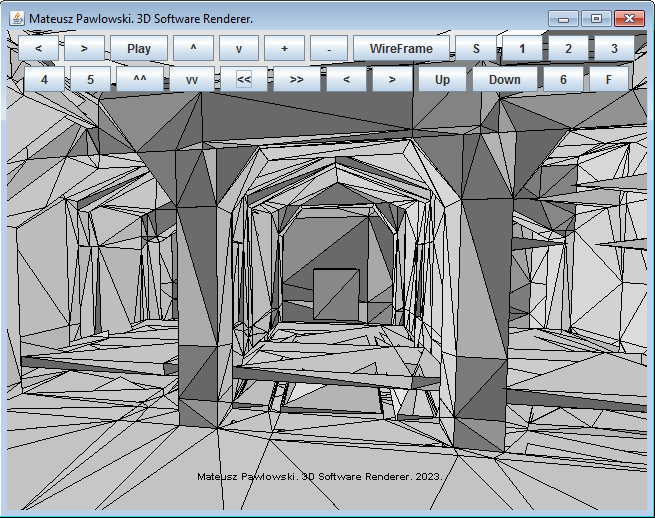 Mateusz Pawlowski. 3D Software Renderer.
< > Play ^ v + - WireFrame S 1 2 3
4 5 ^^ vv << >> < > Up Down 6 F
Mateusz Pawlowski. 3D Software Renderer. 2023.